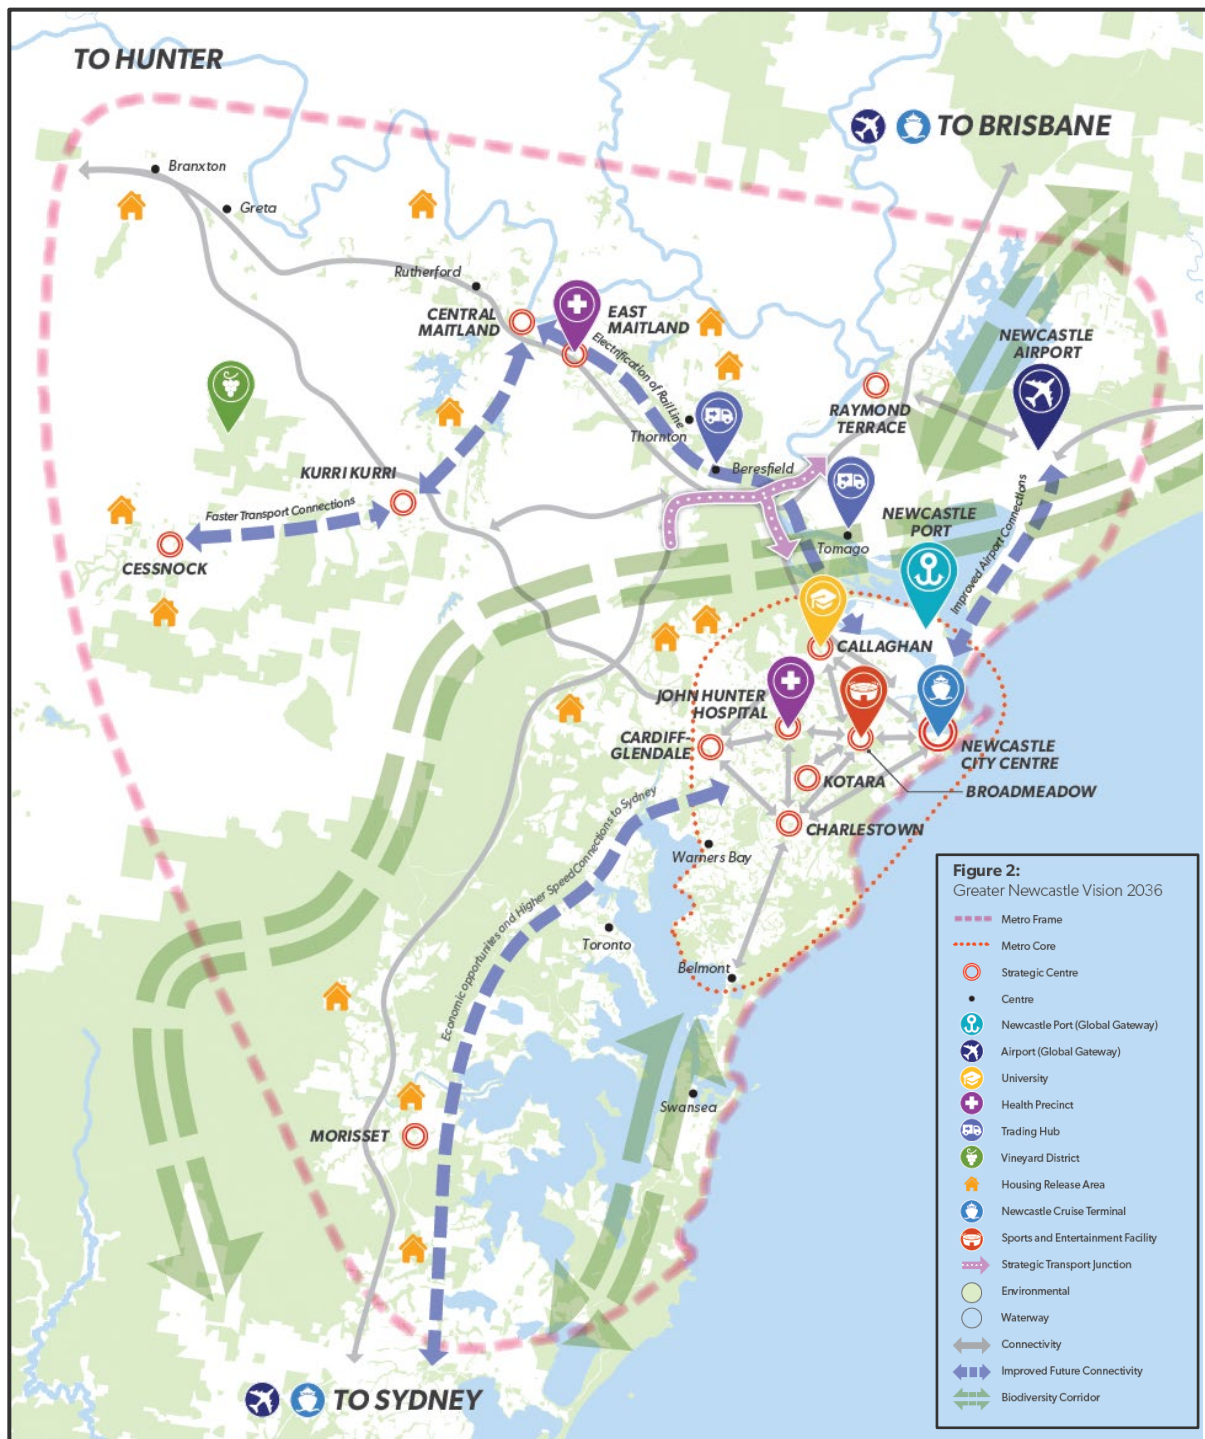 TO HUNTER
TO BRISBANE
Branxton
Greta
Rutherford
CENTRAL
MAITLAND
EAST
MAITLAND
Electrification of Rail Line
NEWCASTLE
AIRPORT
RAYMOND
TERRACE
Thornton
Beresfield
KURRI KURRI
Faster Transport Connections
CESSNOCK
NEWCASTLE
PORT
Tomago
Improved Airport Connections
CALLAGHAN
JOHN HUNTER
HOSPITAL
CARDIFF-
GLENDALE
NEWCASTLE
CITY CENTRE
KOTARA
BROADMEADOW
CHARLESTOWN
Warners Bay
Economic opportunites and Higher Speed Connections to Sydney
Toronto
Belmont
Swansea
MORISSET
TO SYDNEY
Figure 2:
Greater Newcastle Vision 2036
Metro Frame
Metro Core
Strategic Centre
Centre
Newcastle Port (Global Gateway)
Airport (Global Gateway)
University
Health Precinct
Trading Hub
Vineyard District
Housing Release Area
Newcastle Cruise Terminal
Sports and Entertainment Facility
Strategic Transport Junction
Environmental
Waterway
Connectivity
Improved Future Connectivity
Biodiversity Corridor